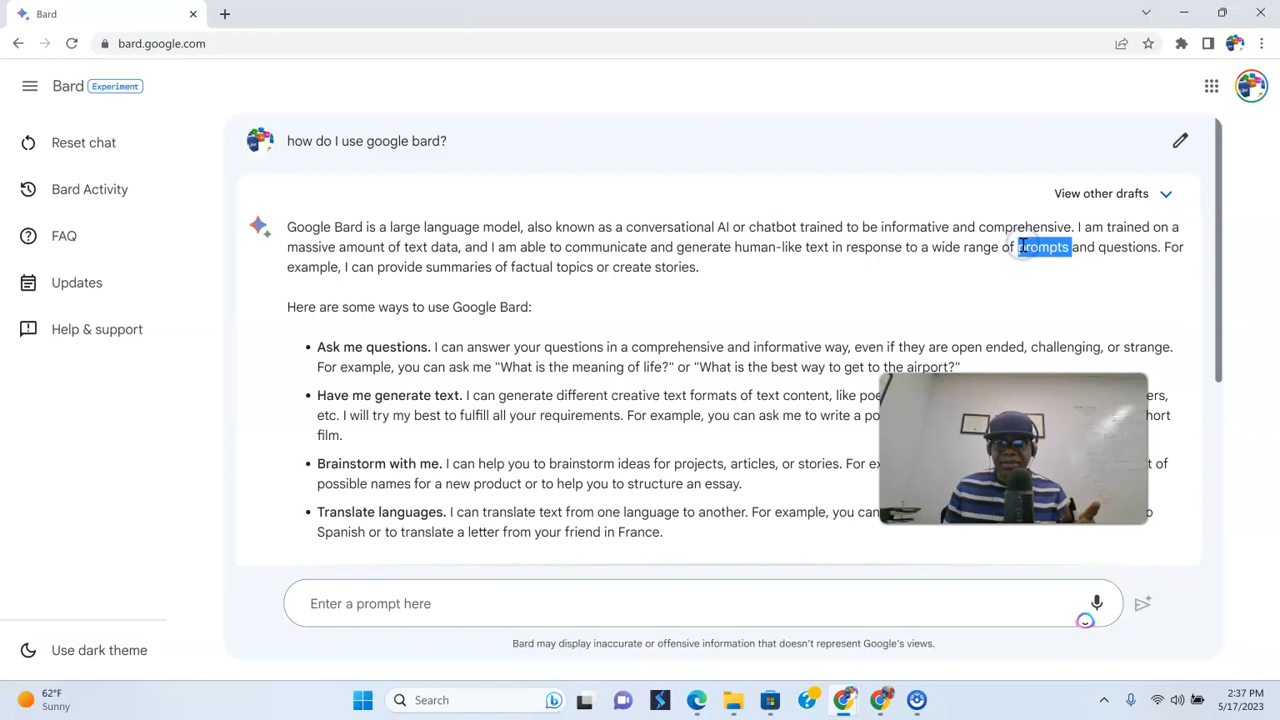 Bard
bard.google.com
Bard Experiment
Reset chat
Bard Activity
FAQ
Updates
Help & support
Use dark theme
how do I use google bard?
View other drafts
Google Bard is a large language model, also known as a conversational AI or chatbot trained to be informative and comprehensive. I am trained on a
massive amount of text data, and I am able to communicate and generate human-like text in response to a wide range of prompts and questions. For
example, I can provide summaries of factual topics or create stories.
Here are some ways to use Google Bard:
• Ask me questions. I can answer your questions in a comprehensive and informative way, even if they are open ended, challenging, or strange.
For example, you can ask me "What is the meaning of life?" or "What is the best way to get to the airport?"
• Have me generate text. I can generate different creative text formats of text content, like
etc. I will try my best to fulfill all your requirements. For example, you can ask me to write a
film.
• Brainstorm with me. I can help you to brainstorm ideas for projects, articles, or stories. For of
possible names for a new product or to help you to structure an essay.
• Translate languages. I can translate text from one language to another. For example, you to
Spanish or to translate a letter from your friend in France.
Enter a prompt here
Bard may display inaccurate or offensive information that doesn't represent Google's views.
62°F
Sunny
Search
2:37 PM
5/17/2023